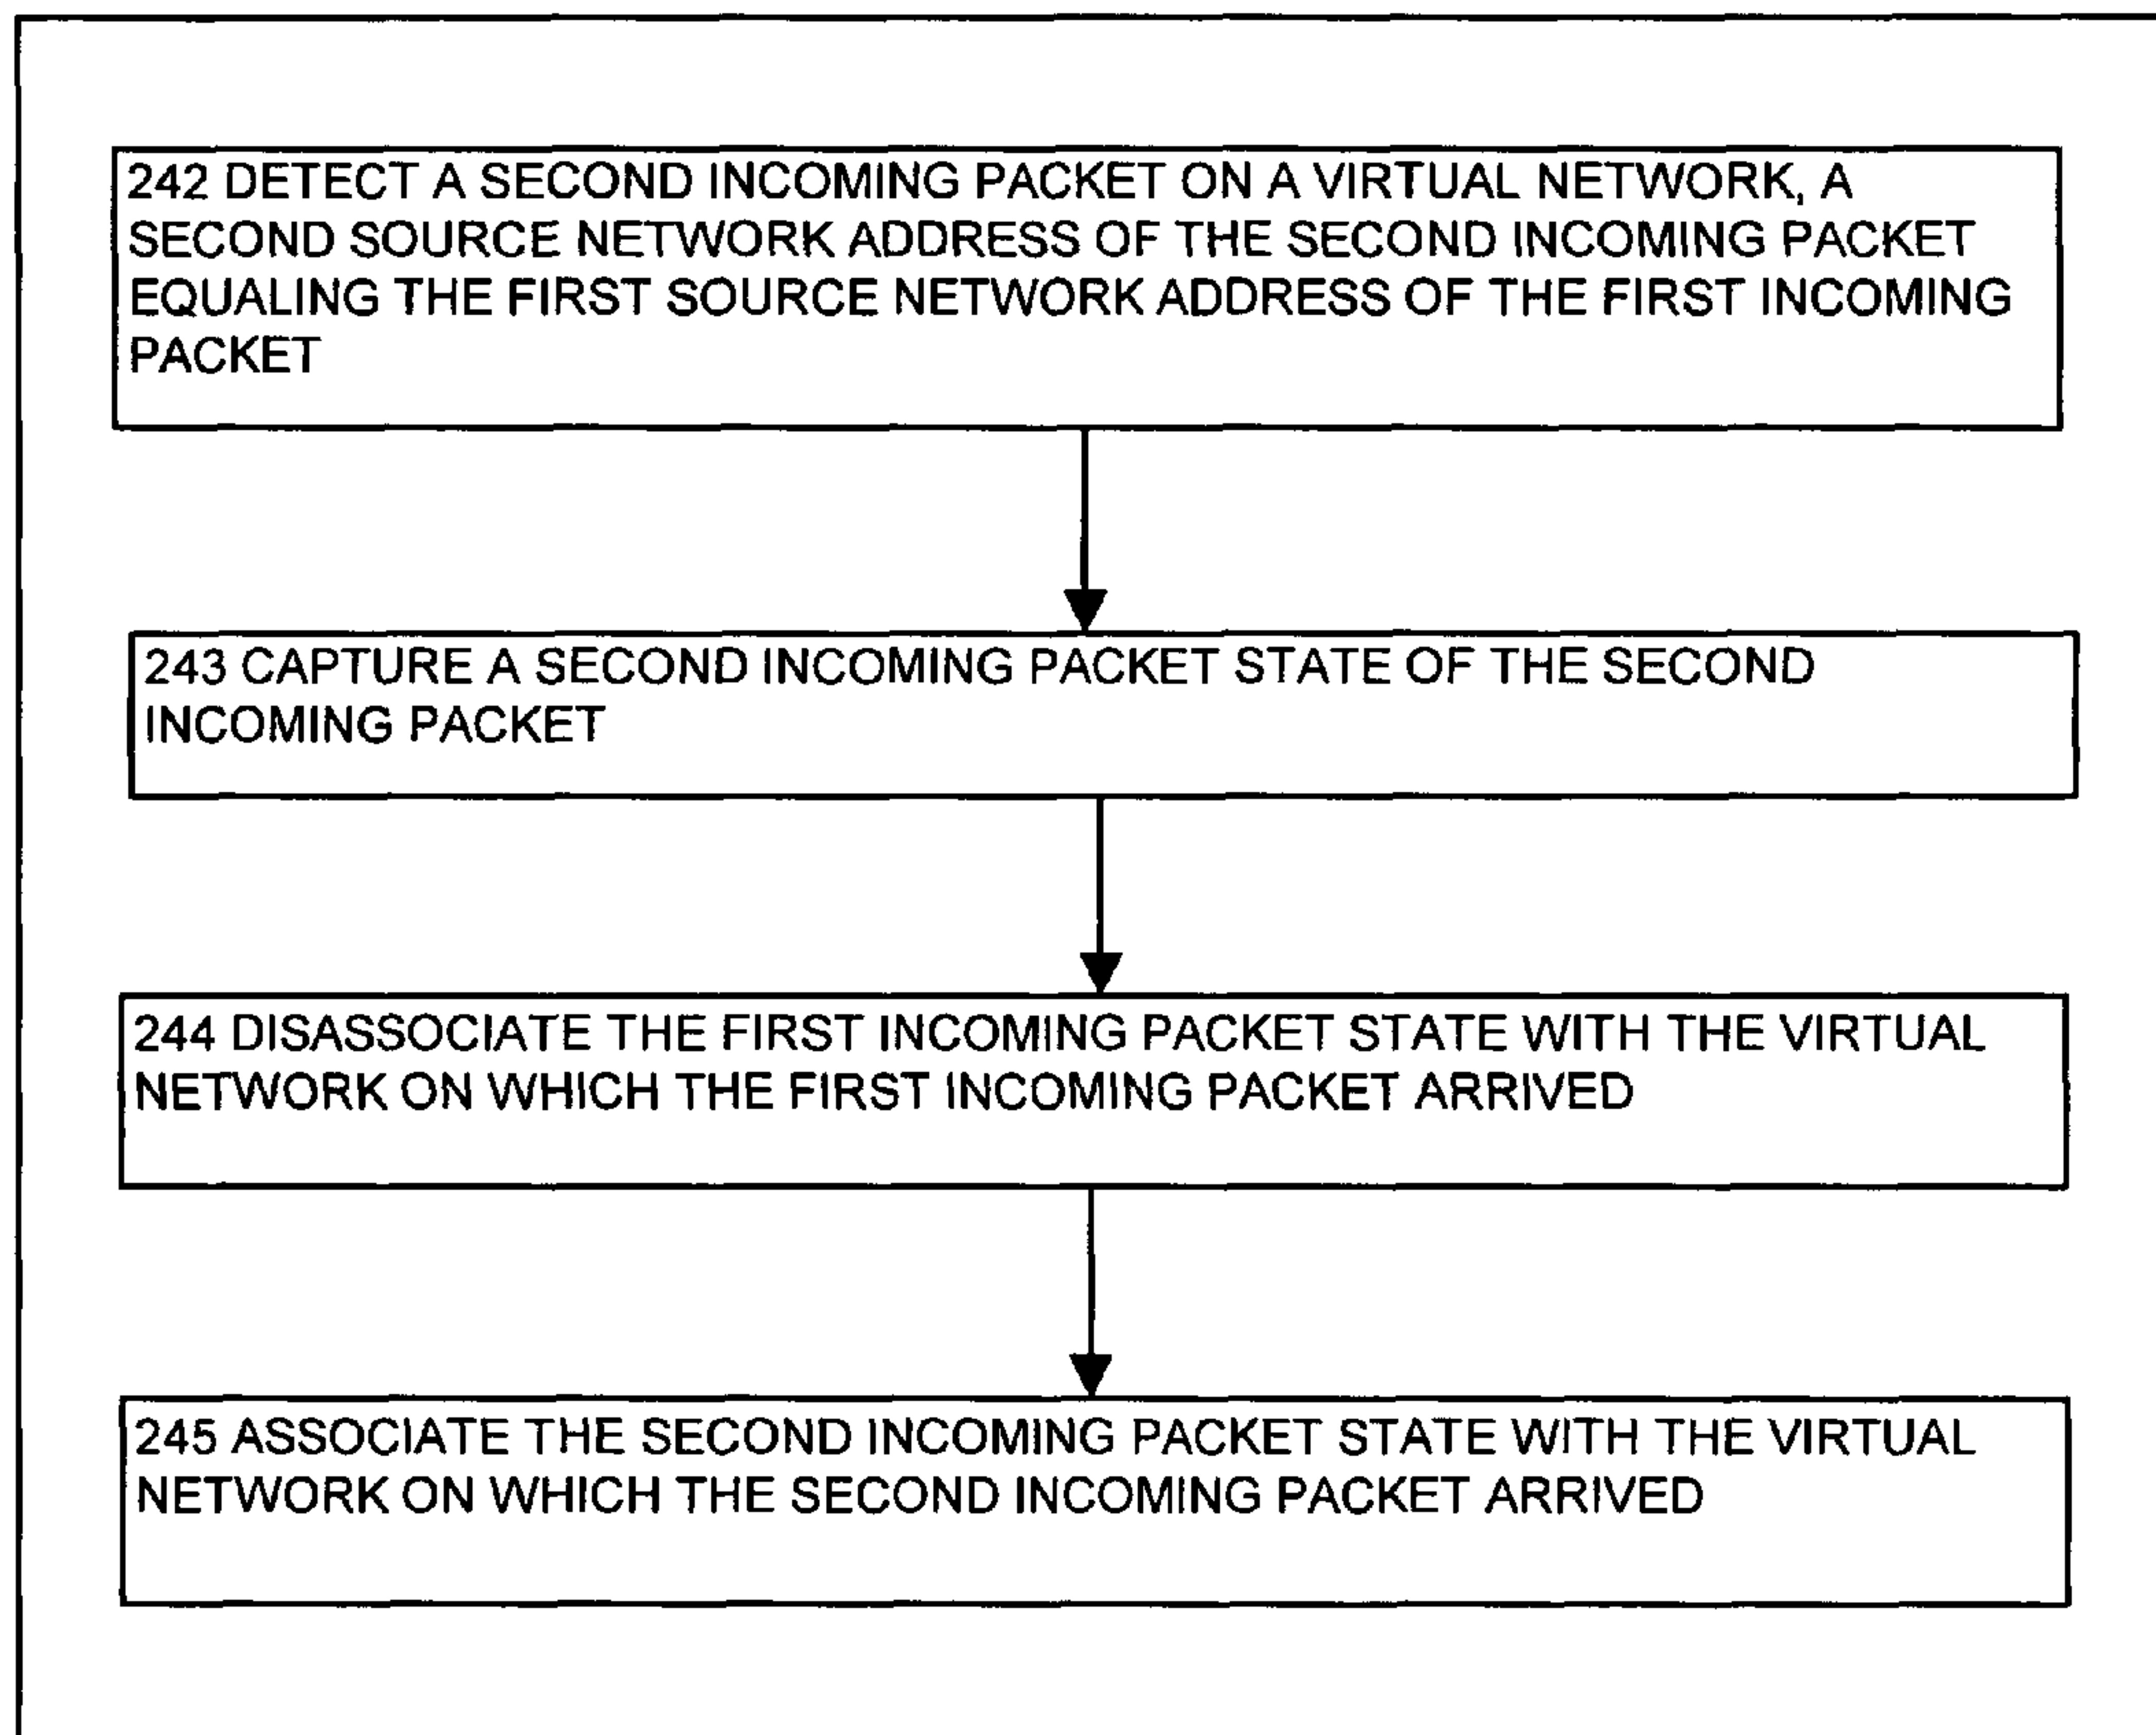 242 DETECT A SECOND INCOMING PACKET ON A VIRTUAL NETWORK, A
SECOND SOURCE NETWORK ADDRESS OF THE SECOND INCOMING PACKET
EQUALING THE FIRST SOURCE NETWORK ADDRESS OF THE FIRST INCOMING
PACKET
243 CAPTURE A SECOND INCOMING PACKET STATE OF THE SECOND
INCOMING PACKET
244 DISASSOCIATE THE FIRST INCOMING PACKET STATE WITH THE VIRTUAL
NETWORK ON WHICH THE FIRST INCOMING PACKET ARRIVED
245 ASSOCIATE THE SECOND INCOMING PACKET STATE WITH THE VIRTUAL
NETWORK ON WHICH THE SECOND INCOMING PACKET ARRIVED